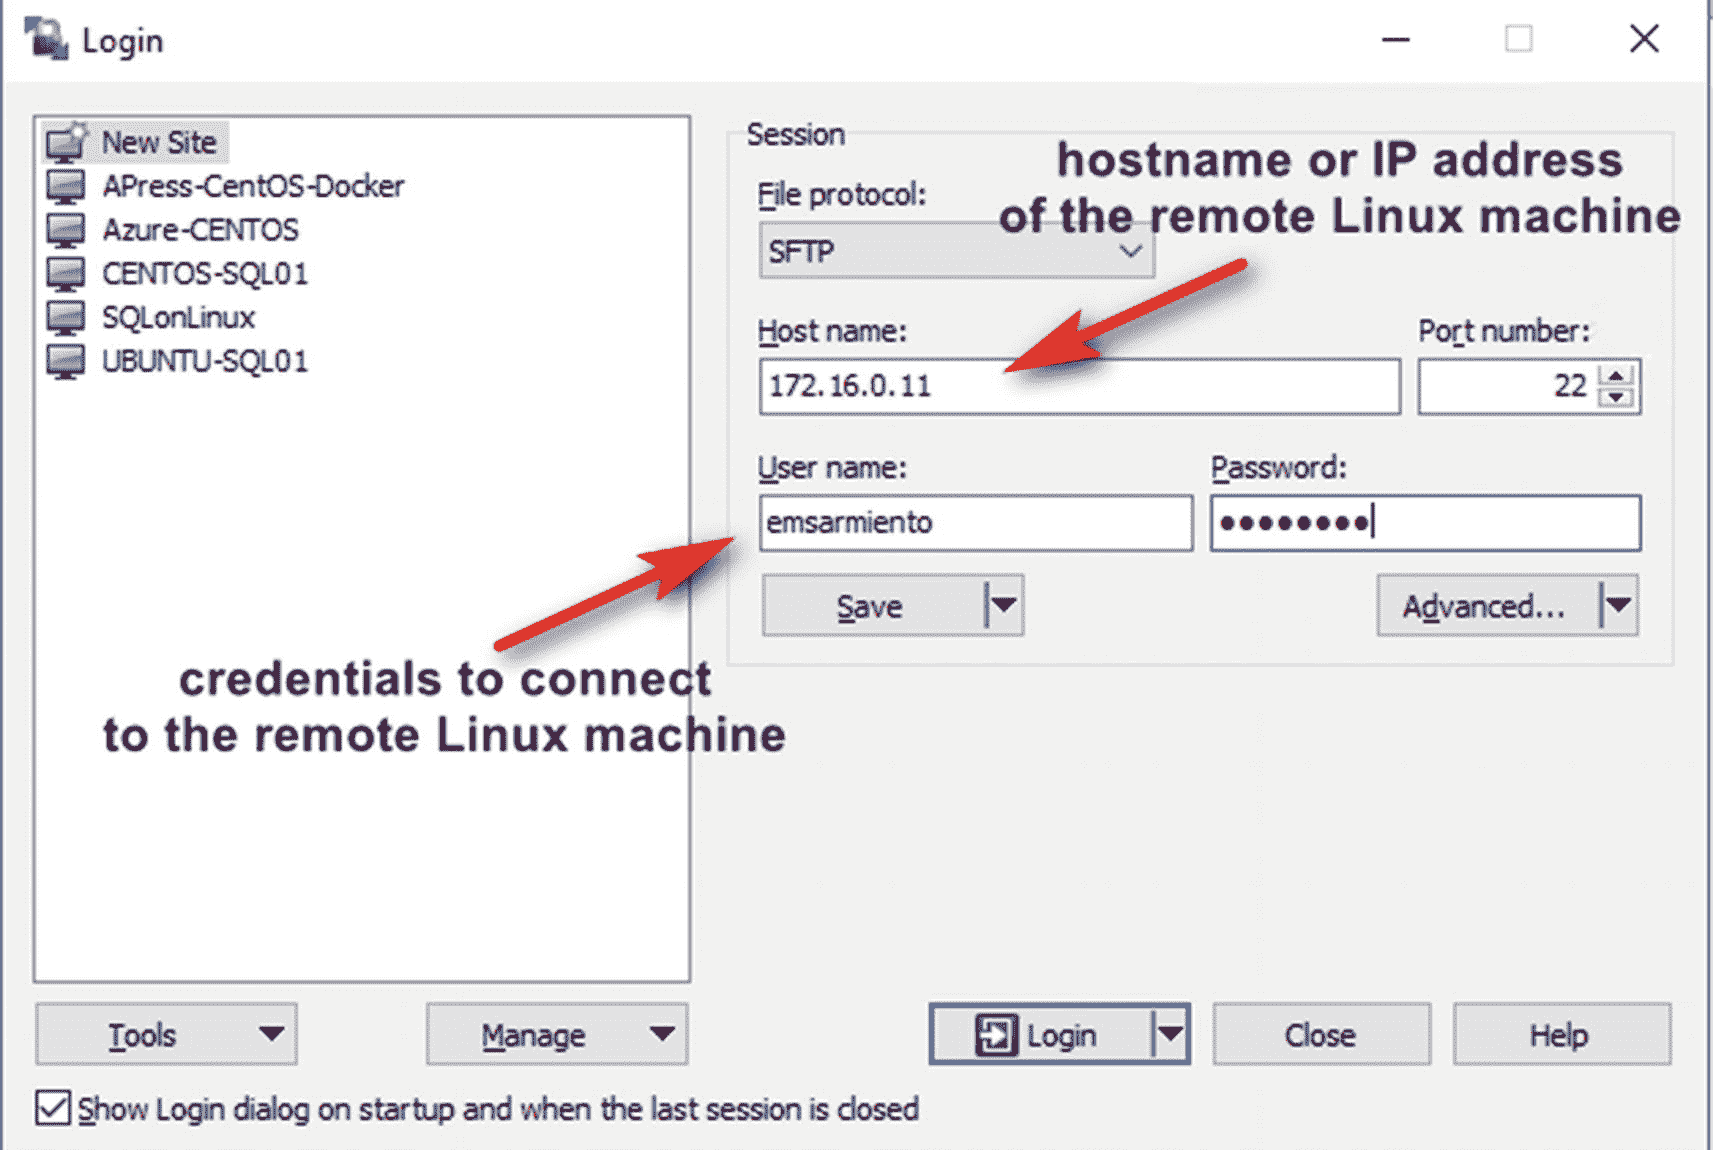 Login
New Site
APress-CentOS-Docker
Azure-CENTOS
CENTOS-SQL01
SQLonLinux
UBUNTU-SQL01
Session
hostname or IP address
of the remote Linux machine
File protocol:
SFTP
Host name:
Port number:
172.16.0.11
22
User name:
Password:
emsarmiento
••••••••
Save
Advanced...
credentials to connect
to the remote Linux machine
Tools
Manage
Login
Close
Help
Show Login dialog on startup and when the last session is closed